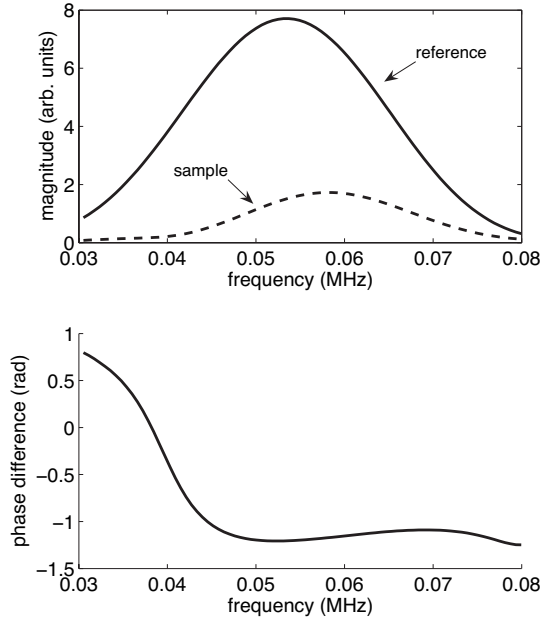 8
6
4
2
0
magnitude (arb. units)
reference
sample
0.03 0.04 0.05 0.06 0.07 0.08
frequency (MHz)
1
0.5
0
−0.5
−1
−1.5
phase difference (rad)
0.03 0.04 0.05 0.06 0.07 0.08
frequency (MHz)